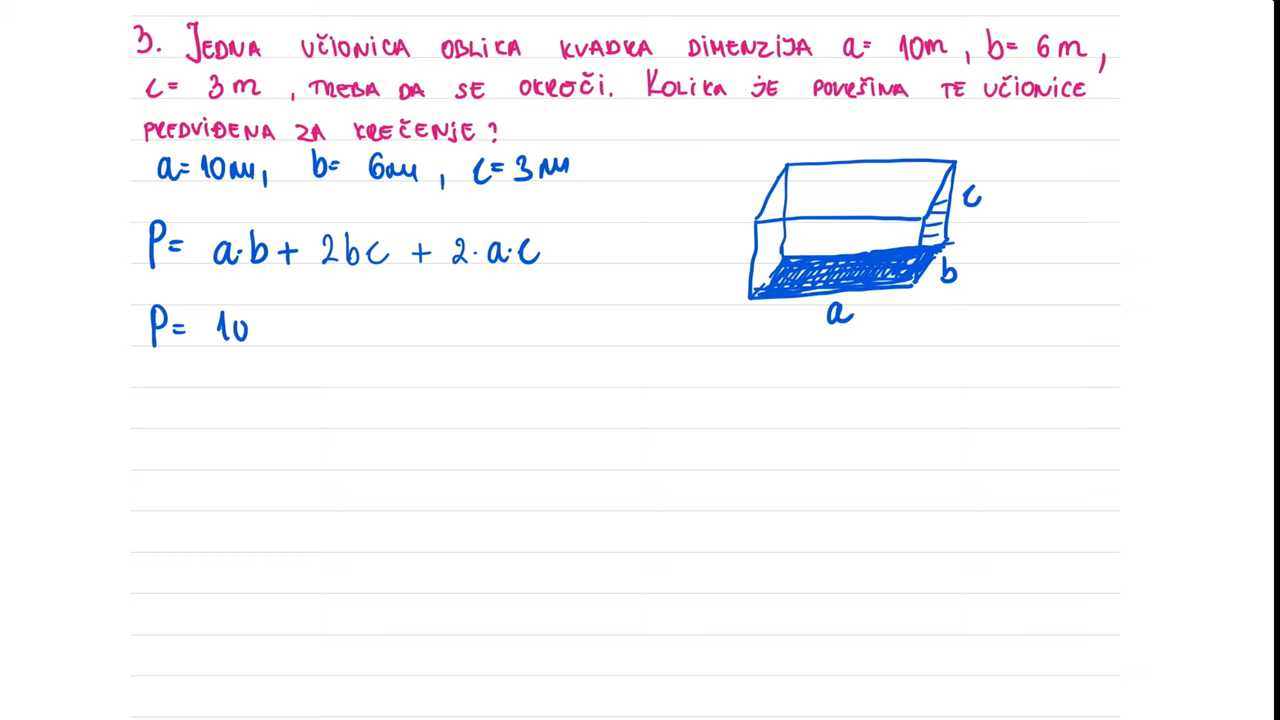 3. JEDNA UČIONICA OBLIKA KVADRA DIMENZIJA a= 10m, b= 6m,
c= 3m, TREBA DA SE OKREČI. KOLIKA JE POVRŠINA TE UČIONICE
PREDVIĐENA ZA KREČENJE?
a=10m, b= 6m, c=3m
P= a·b+ 2bc + 2·a·c
P= 10
c
b
a